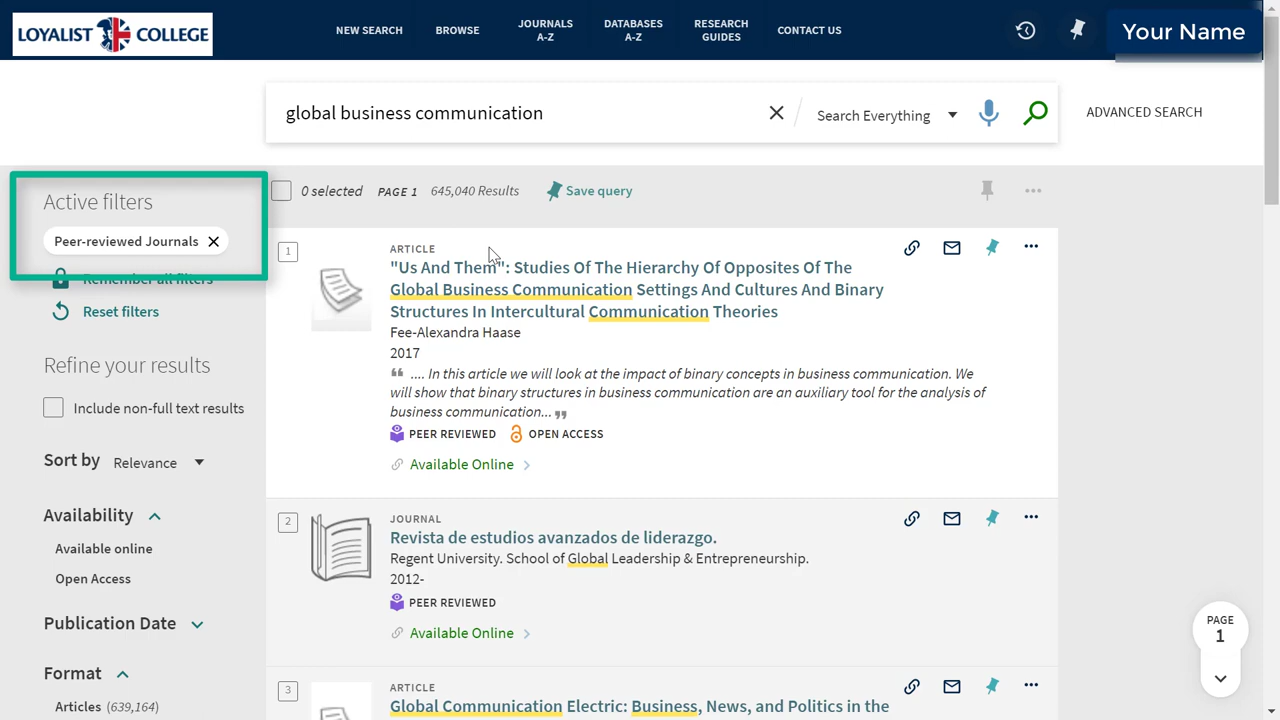 LOYALIST COLLEGE
NEW SEARCH
BROWSE
JOURNALS
A-Z
DATABASES
A-Z
RESEARCH
GUIDES
CONTACT US
Your Name
global business communication
Search Everything
ADVANCED SEARCH
Active filters
Peer-reviewed Journals
Remember all filters
Reset filters
Refine your results
Include non-full text results
Sort by Relevance
Availability
Available online
Open Access
Publication Date
Format
Articles (639,164)
0 selected PAGE 1 645,040 Results Save query
1
ARTICLE
"Us And Them": Studies Of The Hierarchy Of Opposites Of The
Global Business Communication Settings And Cultures And Binary
Structures In Intercultural Communication Theories
Fee-Alexandra Haase
2017
❝ .... In this article we will look at the impact of binary concepts in business communication. We
will show that binary structures in business communication are an auxiliary tool for the analysis of
business communication... ❞
PEER REVIEWED OPEN ACCESS
Available Online
2
JOURNAL
Revista de estudios avanzados de liderazgo.
Regent University. School of Global Leadership & Entrepreneurship.
2012-
PEER REVIEWED
Available Online
3
ARTICLE
Global Communication Electric: Business, News, and Politics in the
PAGE
1